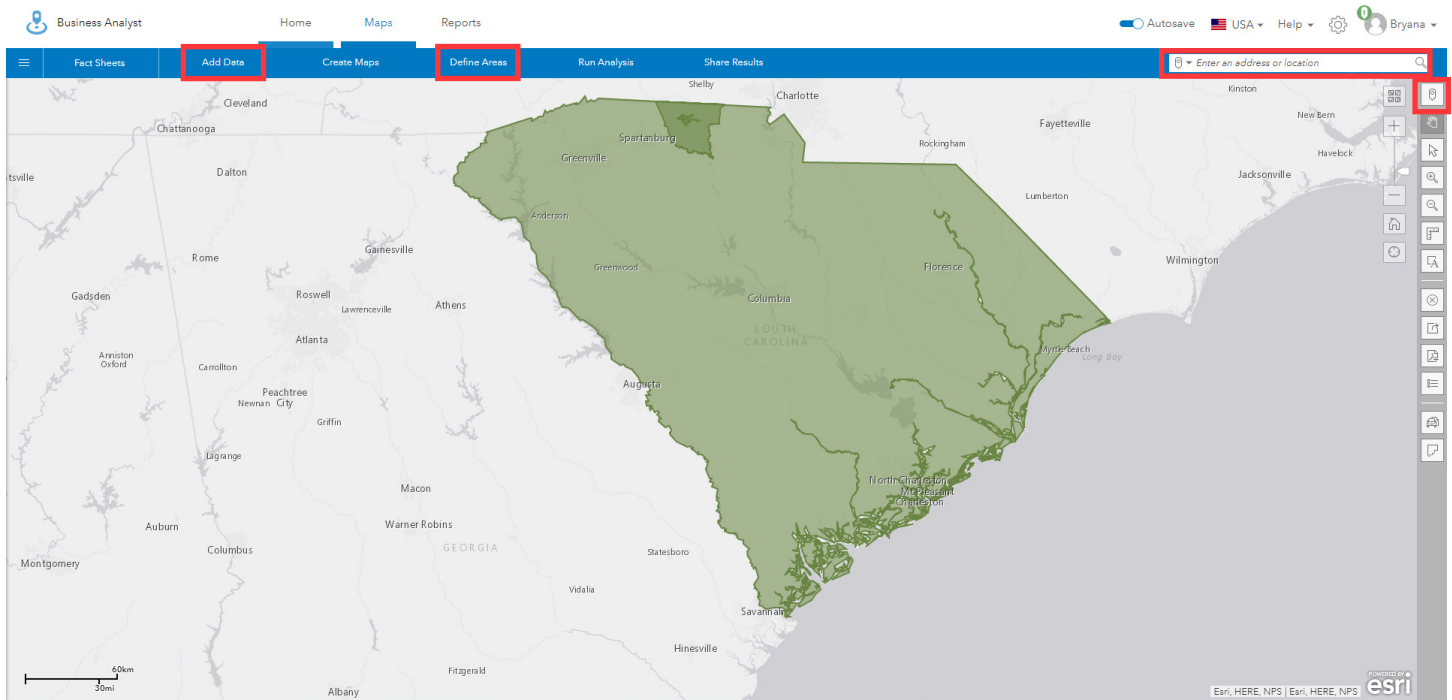 Business Analyst
Home
Maps
Reports
Autosave
USA
Help
0
Bryana
Fact Sheets
Add Data
Create Maps
Define Areas
Run Analysis
Share Results
Enter an address or location
Shelby
Charlotte
Kinston
Cleveland
New Bern
Chattanooga
Fayetteville
Spartanburg
Rockingham
Havelock
Greenville
Dalton
Jacksonville
tsville
Lumberton
Anderson
Gainesville
Rome
Wilmington
Greenwood
Florence
Gadsden
Roswell
Columbia
Lawrenceville
Athens
SOUTH
CAROLINA
Atlanta
Myrtle Beach
Long Bay
Anniston
Oxford
Carrollton
Augusta
Peachtree
City
Newnan
Griffin
Lagrange
North Charleston
Mt Pleasant
Charleston
Macon
Auburn
Warner Robins
GEORGIA
Columbus
Statesboro
Montgomery
Vidalia
Savannah
Hinesville
Fitzgerald
60km
30mi
Albany
POWERED BY
esri
Esri, HERE, NPS | Esri, HERE, NPS